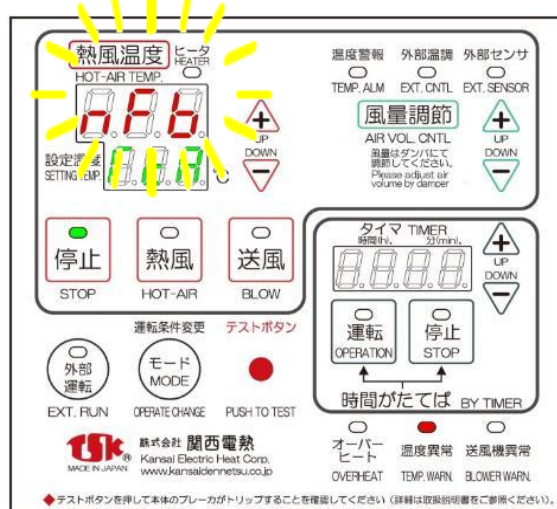 熱風温度 ヒータ
HEATER
HOT-AIR TEMP.
nFb
設定温度
SETTING TEMP.
℃
UP
DOWN
温度警報 外部温調 外部センサ
TEMP. ALM EXT. CNTL EXT. SENSOR
風量調節
AIR VOL. CNTL
風量はダンパにて
調節してください。
Please adjust air
volume by damper
UP
DOWN
停止 熱風 送風
STOP HOT-AIR BLOW
タイマ TIMER
時間(h). 分(min).
8.8.8.8.
UP
DOWN
運転 停止
OPERATION STOP
時間がたてば BY TIMER
運転条件変更 テストボタン
外部
運転
モード
MODE
EXT. RUN OPERATE CHANGE PUSH TO TEST
TSK
MADE IN JAPAN
株式会社 関西電熱
Kansai Electric Heat Corp.
www.kansaidennetsu.co.jp
オーバー
ヒート 温度異常 送風機異常
OVERHEAT TEMP. WARN. BLOWER WARN.
◆テストボタンを押して本体のブレーカがトリップすることを確認してください（詳細は取扱説明書をご参照ください）。